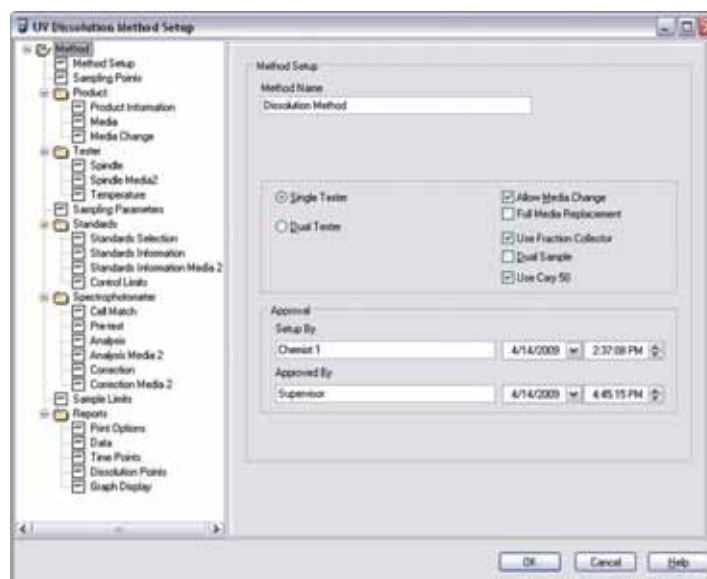 UV Dissolution Method Setup
Method
Method Setup
Sampling Points
Product
Product Information
Media
Media Change
Tester
Spindle
Spindle Media2
Temperature
Sampling Parameters
Standards
Standards Selection
Standards Information
Standards Information Media 2
Control Limits
Spectrophotometer
Cell Match
Pre-test
Analysis
Analysis Media 2
Correction
Correction Media 2
Sample Limits
Reports
Print Options
Data
Time Points
Dissolution Points
Graph Display
Method Setup
Method Name
Dissolution Method
Single Tester
Dual Tester
Allow Media Change
Full Media Replacement
Use Fraction Collector
Dual Sample
Use Cary 50
Approval
Setup By
Chemist 1 4/14/2009 2:37:08 PM
Approved By
Supervisor 4/14/2009 4:45:15 PM
OK Cancel Help